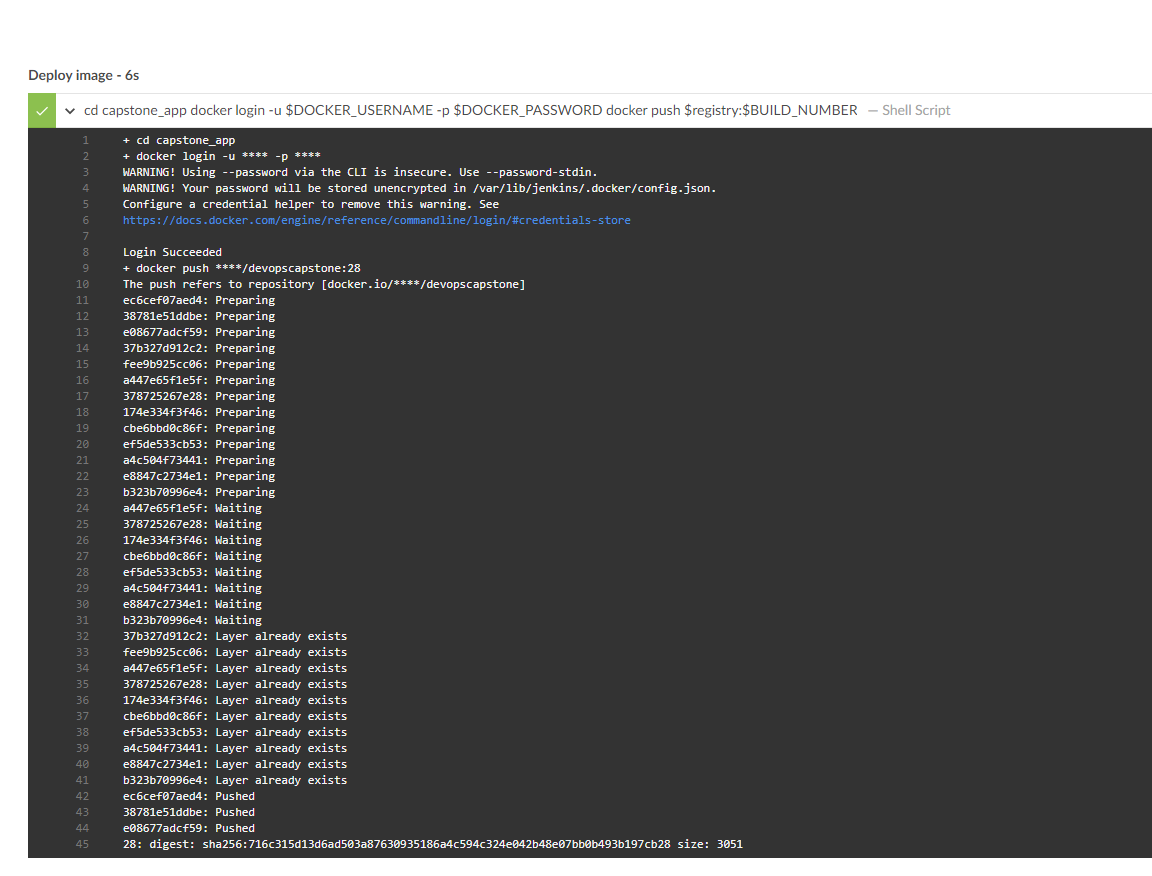 Deploy image - 6s
cd capstone_app docker login -u $DOCKER_USERNAME -p $DOCKER_PASSWORD docker push $registry:$BUILD_NUMBER — Shell Script
1 + cd capstone_app
2 + docker login -u **** -p ****
3 WARNING! Using --password via the CLI is insecure. Use --password-stdin.
4 WARNING! Your password will be stored unencrypted in /var/lib/jenkins/.docker/config.json.
5 Configure a credential helper to remove this warning. See
6 https://docs.docker.com/engine/reference/commandline/login/#credentials-store
7
8 Login Succeeded
9 + docker push ****/devopscapstone:28
10 The push refers to repository [docker.io/****/devopscapstone]
11 ec6cef07aed4: Preparing
12 38781e51ddbe: Preparing
13 e08677adcf59: Preparing
14 37b327d912c2: Preparing
15 fee9b925cc06: Preparing
16 a447e65f1e5f: Preparing
17 378725267e28: Preparing
18 174e334f3f46: Preparing
19 cbe6bbd0c86f: Preparing
20 ef5de533cb53: Preparing
21 a4c504f73441: Preparing
22 e8847c2734e1: Preparing
23 b323b70996e4: Preparing
24 a447e65f1e5f: Waiting
25 378725267e28: Waiting
26 174e334f3f46: Waiting
27 cbe6bbd0c86f: Waiting
28 ef5de533cb53: Waiting
29 a4c504f73441: Waiting
30 e8847c2734e1: Waiting
31 b323b70996e4: Waiting
32 37b327d912c2: Layer already exists
33 fee9b925cc06: Layer already exists
34 a447e65f1e5f: Layer already exists
35 378725267e28: Layer already exists
36 174e334f3f46: Layer already exists
37 cbe6bbd0c86f: Layer already exists
38 ef5de533cb53: Layer already exists
39 a4c504f73441: Layer already exists
40 e8847c2734e1: Layer already exists
41 b323b70996e4: Layer already exists
42 ec6cef07aed4: Pushed
43 38781e51ddbe: Pushed
44 e08677adcf59: Pushed
45 28: digest: sha256:716c315d13d6ad503a87630935186a4c594c324e042b48e07bb0b493b197cb28 size: 3051